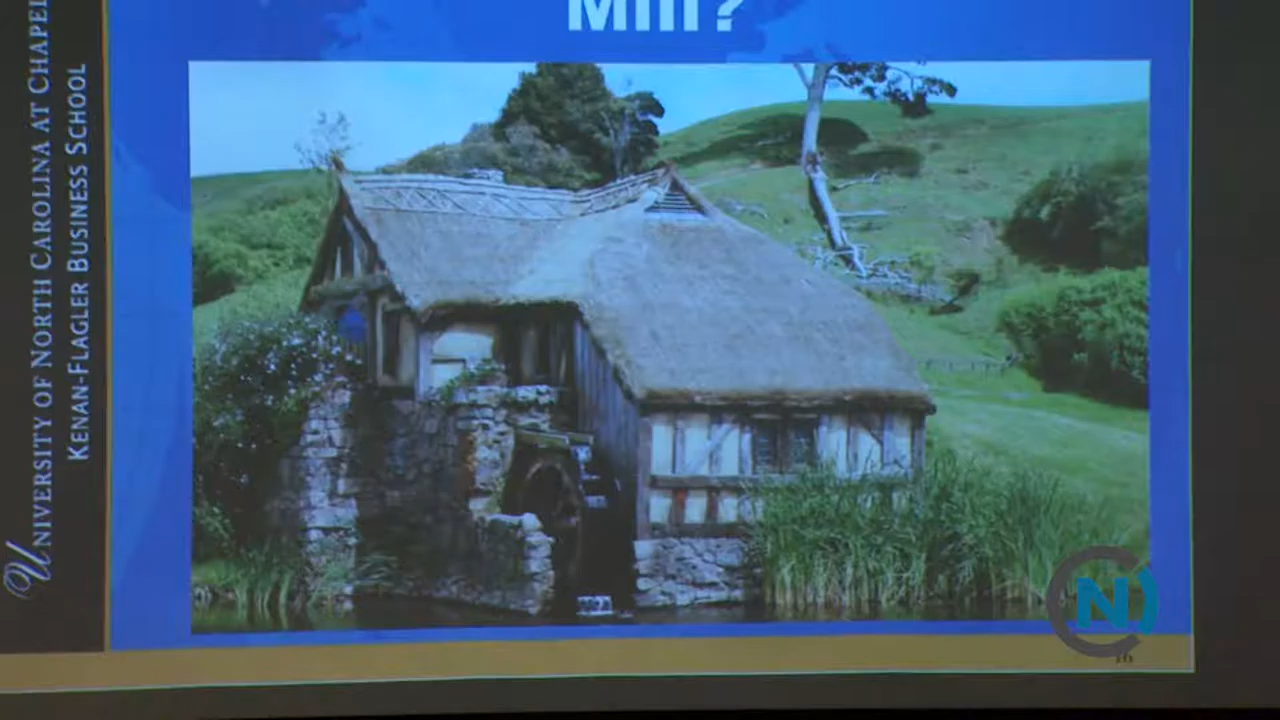 Mill?
UNIVERSITY OF NORTH CAROLINA AT CHAPEL
KENAN-FLAGLER BUSINESS SCHOOL
N